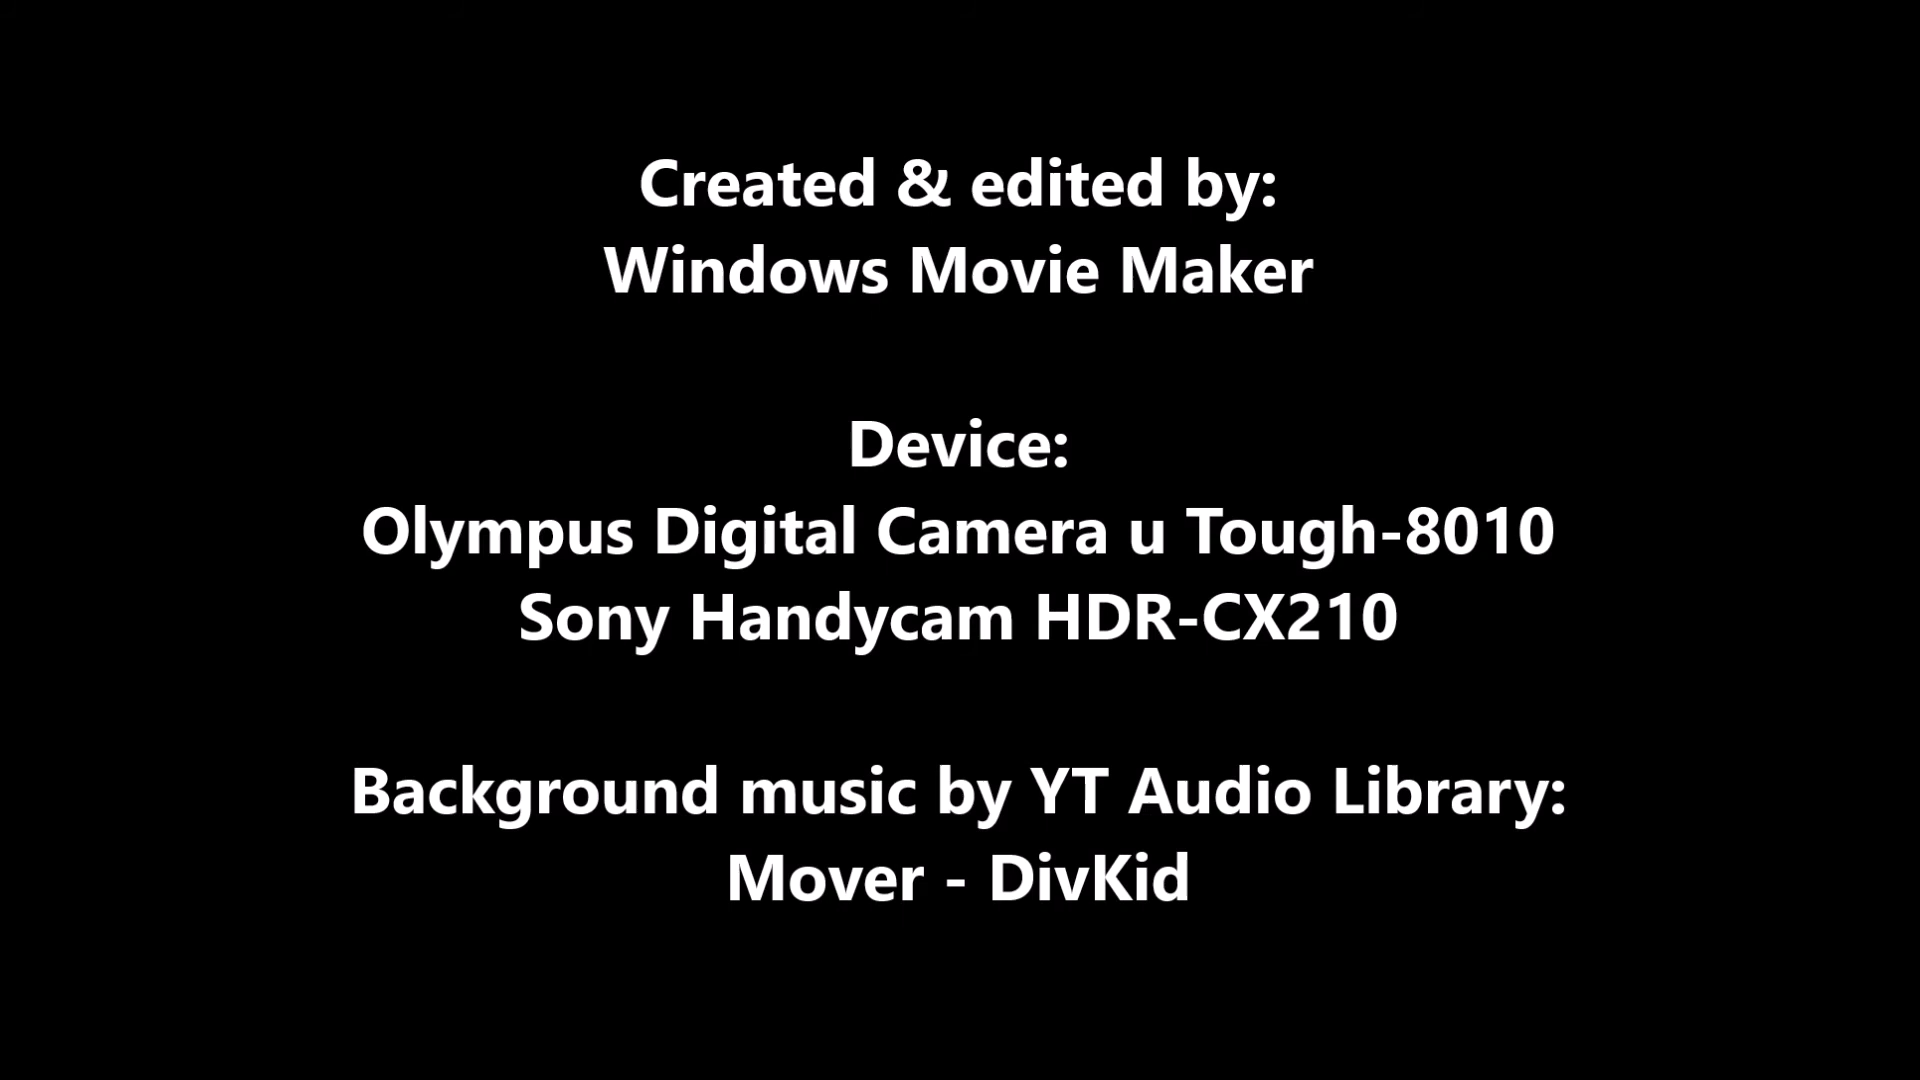 Created & edited by:
Windows Movie Maker
Device:
Olympus Digital Camera u Tough-8010
Sony Handycam HDR-CX210
Background music by YT Audio Library:
Mover - DivKid